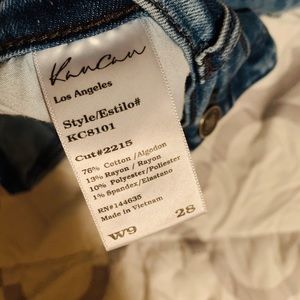 KanCan
Los Angeles
Style/Estilo#
KC8101
Cut#2215
76% Cotton /Algodon
13% Rayon / Rayon
10% Polyester/Poliester
1% Spandex/Elastano
RN#144635
Made in Vietnam
W9 28